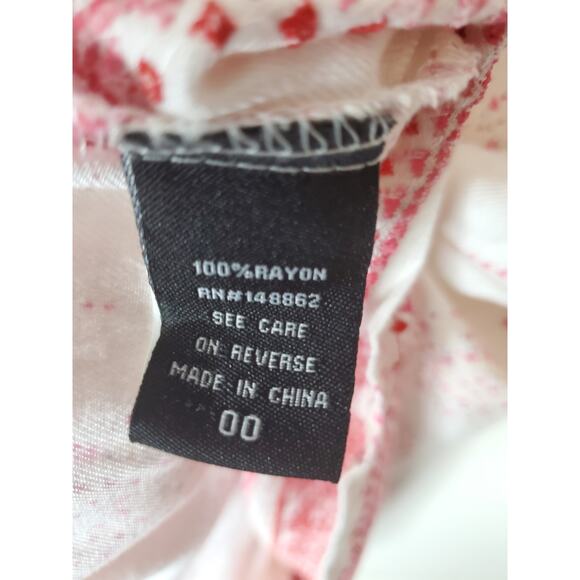 100%RAYON
RN#148862
SEE CARE
ON REVERSE
MADE IN CHINA
00